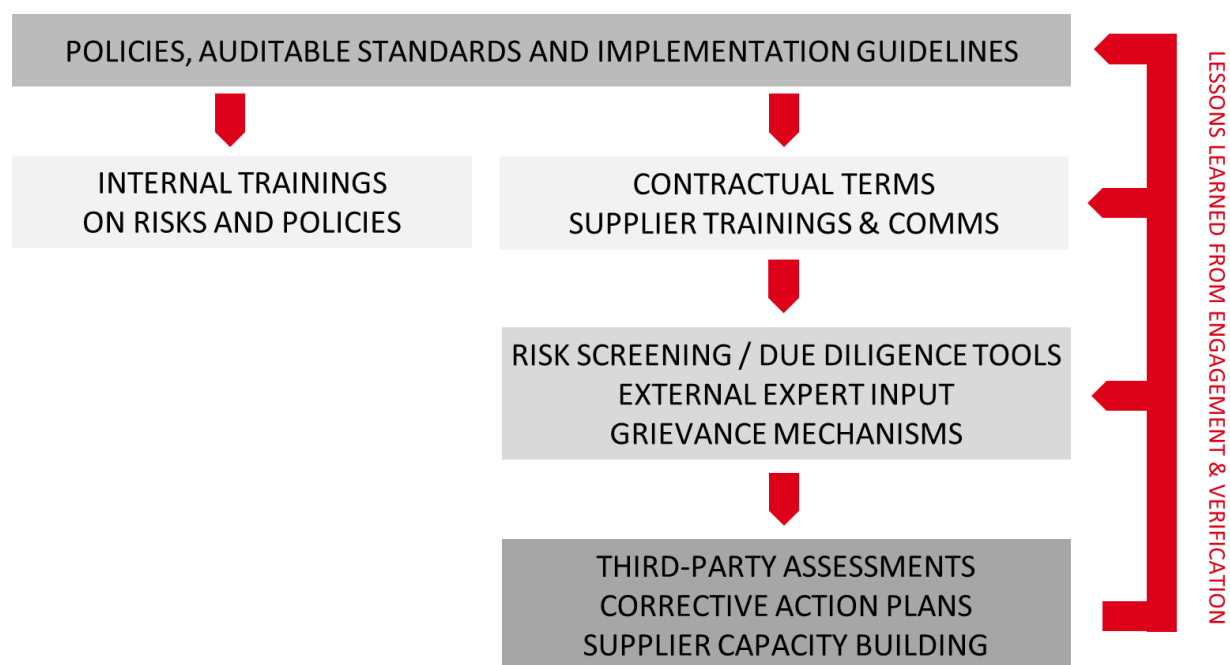 POLICIES, AUDITABLE STANDARDS AND IMPLEMENTATION GUIDELINES
INTERNAL TRAININGS
ON RISKS AND POLICIES
CONTRACTUAL TERMS
SUPPLIER TRAININGS & COMMS
RISK SCREENING / DUE DILIGENCE TOOLS
EXTERNAL EXPERT INPUT
GRIEVANCE MECHANISMS
THIRD-PARTY ASSESSMENTS
CORRECTIVE ACTION PLANS
SUPPLIER CAPACITY BUILDING
LESSONS LEARNED FROM ENGAGEMENT & VERIFICATION